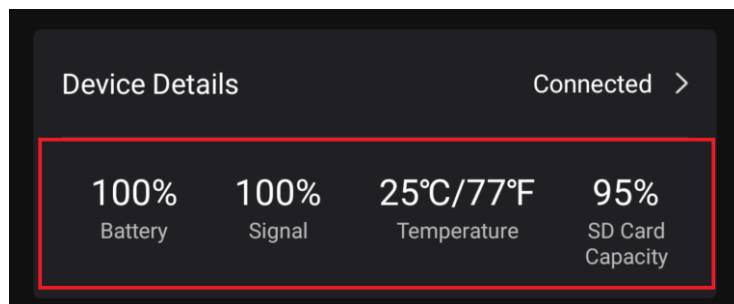 Device Details Connected >
100% 100% 25℃/77℉ 95%
Battery Signal Temperature SD Card
Capacity